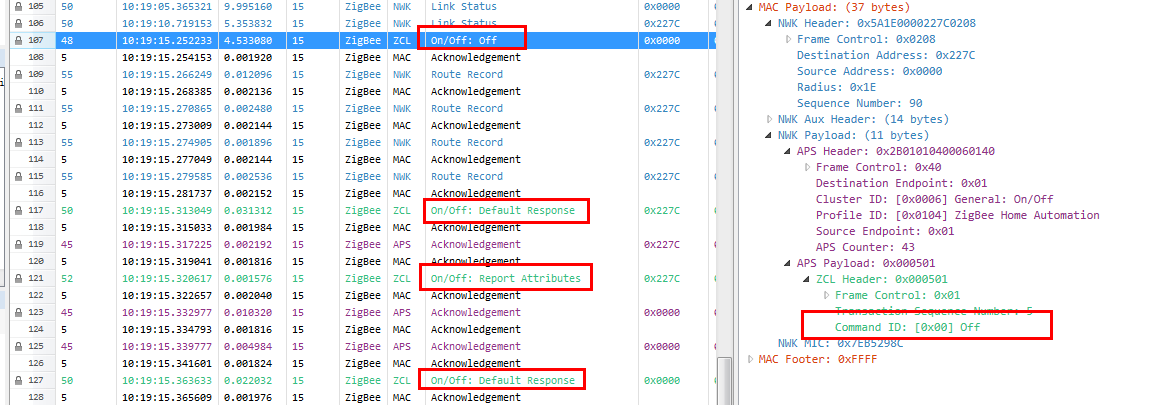 105 50 10:19:05.365321 9.995160 15 ZigBee NWK Link Status 0x0000
106 50 10:19:10.719153 5.353832 15 ZigBee NWK Link Status 0x227C
107 48 10:19:15.252233 4.533080 15 ZigBee ZCL On/Off: Off 0x0000
108 5 10:19:15.254153 0.001920 15 ZigBee MAC Acknowledgement
109 55 10:19:15.266249 0.012096 15 ZigBee NWK Route Record 0x227C
110 5 10:19:15.268385 0.002136 15 ZigBee MAC Acknowledgement
111 55 10:19:15.270865 0.002480 15 ZigBee NWK Route Record 0x227C
112 5 10:19:15.273009 0.002144 15 ZigBee MAC Acknowledgement
113 55 10:19:15.274905 0.001896 15 ZigBee NWK Route Record 0x227C
114 5 10:19:15.277049 0.002144 15 ZigBee MAC Acknowledgement
115 55 10:19:15.279585 0.002536 15 ZigBee NWK Route Record 0x227C
116 5 10:19:15.281737 0.002152 15 ZigBee MAC Acknowledgement
117 50 10:19:15.313049 0.031312 15 ZigBee ZCL On/Off: Default Response 0x227C
118 5 10:19:15.315033 0.001984 15 ZigBee MAC Acknowledgement
119 45 10:19:15.317225 0.002192 15 ZigBee APS Acknowledgement 0x227C
120 5 10:19:15.319041 0.001816 15 ZigBee MAC Acknowledgement
121 52 10:19:15.320617 0.001576 15 ZigBee ZCL On/Off: Report Attributes 0x227C
122 5 10:19:15.322657 0.002040 15 ZigBee MAC Acknowledgement
123 45 10:19:15.332977 0.010320 15 ZigBee APS Acknowledgement 0x0000
124 5 10:19:15.334793 0.001816 15 ZigBee MAC Acknowledgement
125 45 10:19:15.339777 0.004984 15 ZigBee APS Acknowledgement 0x0000
126 5 10:19:15.341601 0.001824 15 ZigBee MAC Acknowledgement
127 50 10:19:15.363633 0.022032 15 ZigBee ZCL On/Off: Default Response 0x0000
128 5 10:19:15.365609 0.001976 15 ZigBee MAC Acknowledgement
MAC Payload: (37 bytes)
NWK Header: 0x5A1E0000227C0208
Frame Control: 0x0208
Destination Address: 0x227C
Source Address: 0x0000
Radius: 0x1E
Sequence Number: 90
NWK Aux Header: (14 bytes)
NWK Payload: (11 bytes)
APS Header: 0x2B01010400060140
Frame Control: 0x40
Destination Endpoint: 0x01
Cluster ID: [0x0006] General: On/Off
Profile ID: [0x0104] ZigBee Home Automation
Source Endpoint: 0x01
APS Counter: 43
APS Payload: 0x000501
ZCL Header: 0x000501
Frame Control: 0x01
Transaction Sequence Number: 5
Command ID: [0x00] Off
NWK MIC: 0x7EB5298C
MAC Footer: 0xFFFF